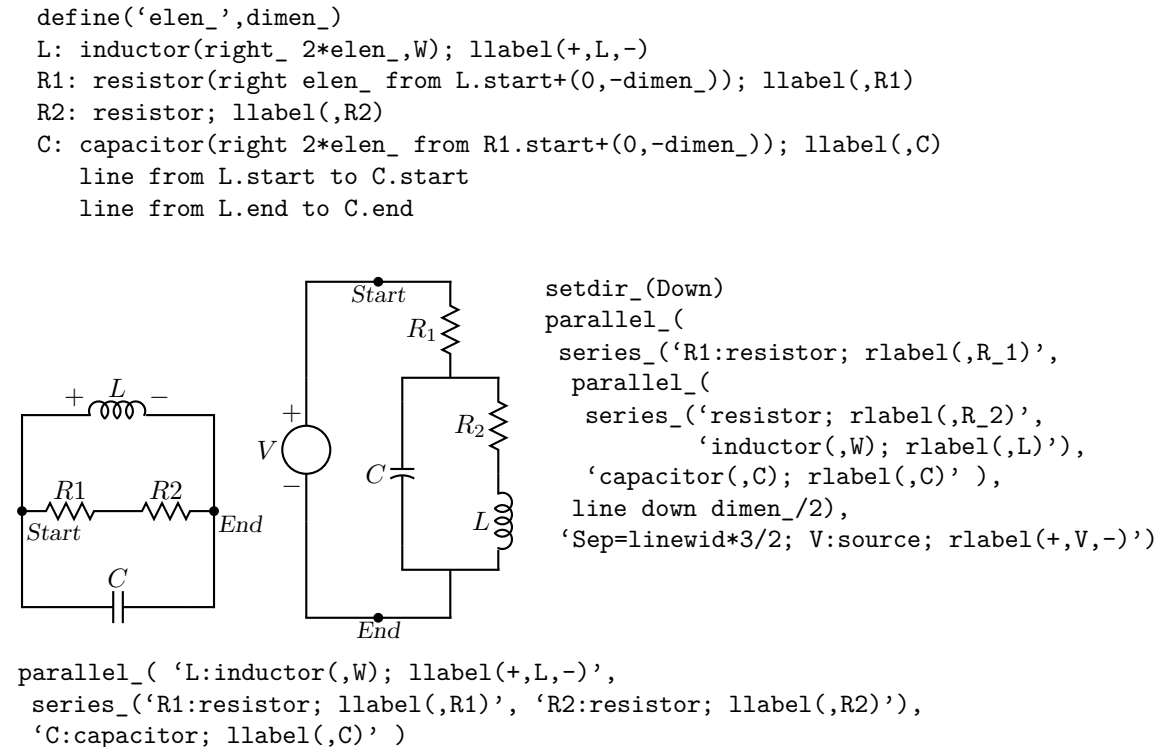 define(‘elen_’,dimen_)
L: inductor(right_ 2*elen_,W); llabel(+,L,-)
R1: resistor(right elen_ from L.start+(0,-dimen_)); llabel(,R1)
R2: resistor; llabel(,R2)
C: capacitor(right 2*elen_ from R1.start+(0,-dimen_)); llabel(,C)
line from L.start to C.start
line from L.end to C.end
+ L −
R1 R2
Start End
C
Start
R1
+
V
−
C
R2
L
End
setdir_(Down)
parallel_(
series_(‘R1:resistor; rlabel(,R_1)’,
parallel_(
series_(‘resistor; rlabel(,R_2)’,
‘inductor(,W); rlabel(,L)’),
‘capacitor(,C); rlabel(,C)’ ),
line down dimen_/2),
‘Sep=linewid*3/2; V:source; rlabel(+,V,-)’)
parallel_( ‘L:inductor(,W); llabel(+,L,-)’,
series_(‘R1:resistor; llabel(,R1)’, ‘R2:resistor; llabel(,R2)’),
‘C:capacitor; llabel(,C)’ )